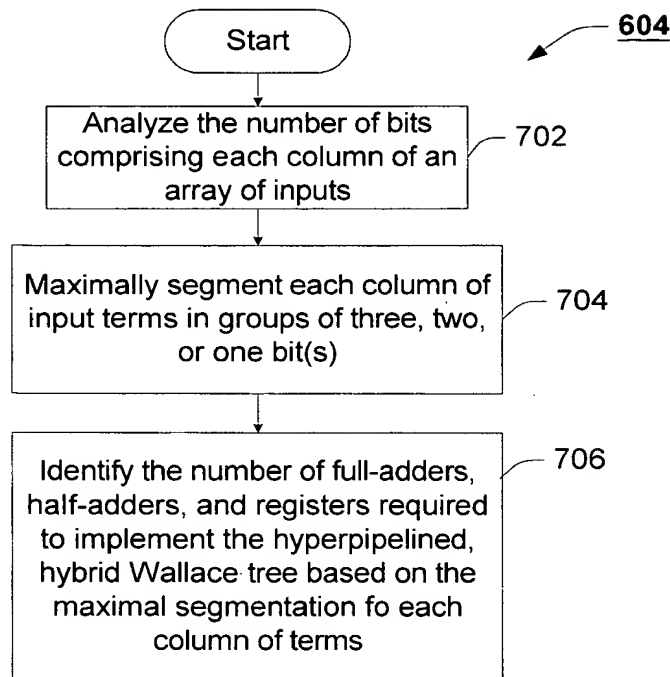 Start
604
Analyze the number of bits
comprising each column of an
array of inputs
702
Maximally segment each column of
input terms in groups of three, two,
or one bit(s)
704
Identify the number of full-adders,
half-adders, and registers required
to implement the hyperpipelined,
hybrid Wallace tree based on the
maximal segmentation fo each
column of terms
706